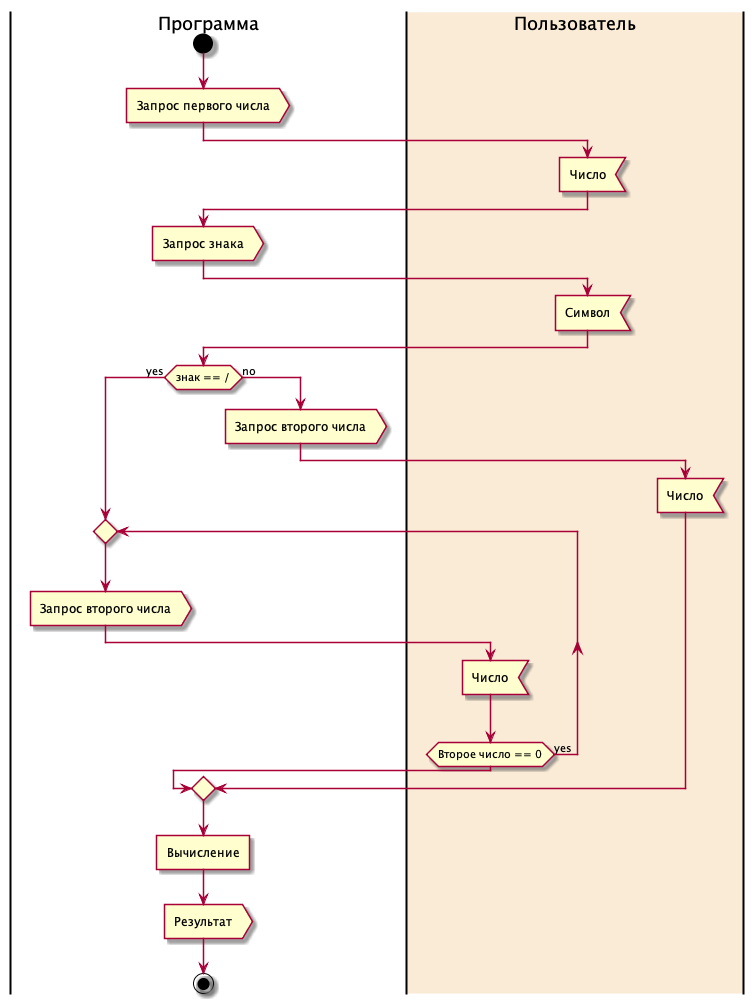 Программа
Пользователь
Запрос первого числа
Число
Запрос знака
Символ
yes
знак == /
no
Запрос второго числа
Число
Запрос второго числа
Число
Второе число == 0
yes
Вычисление
Результат